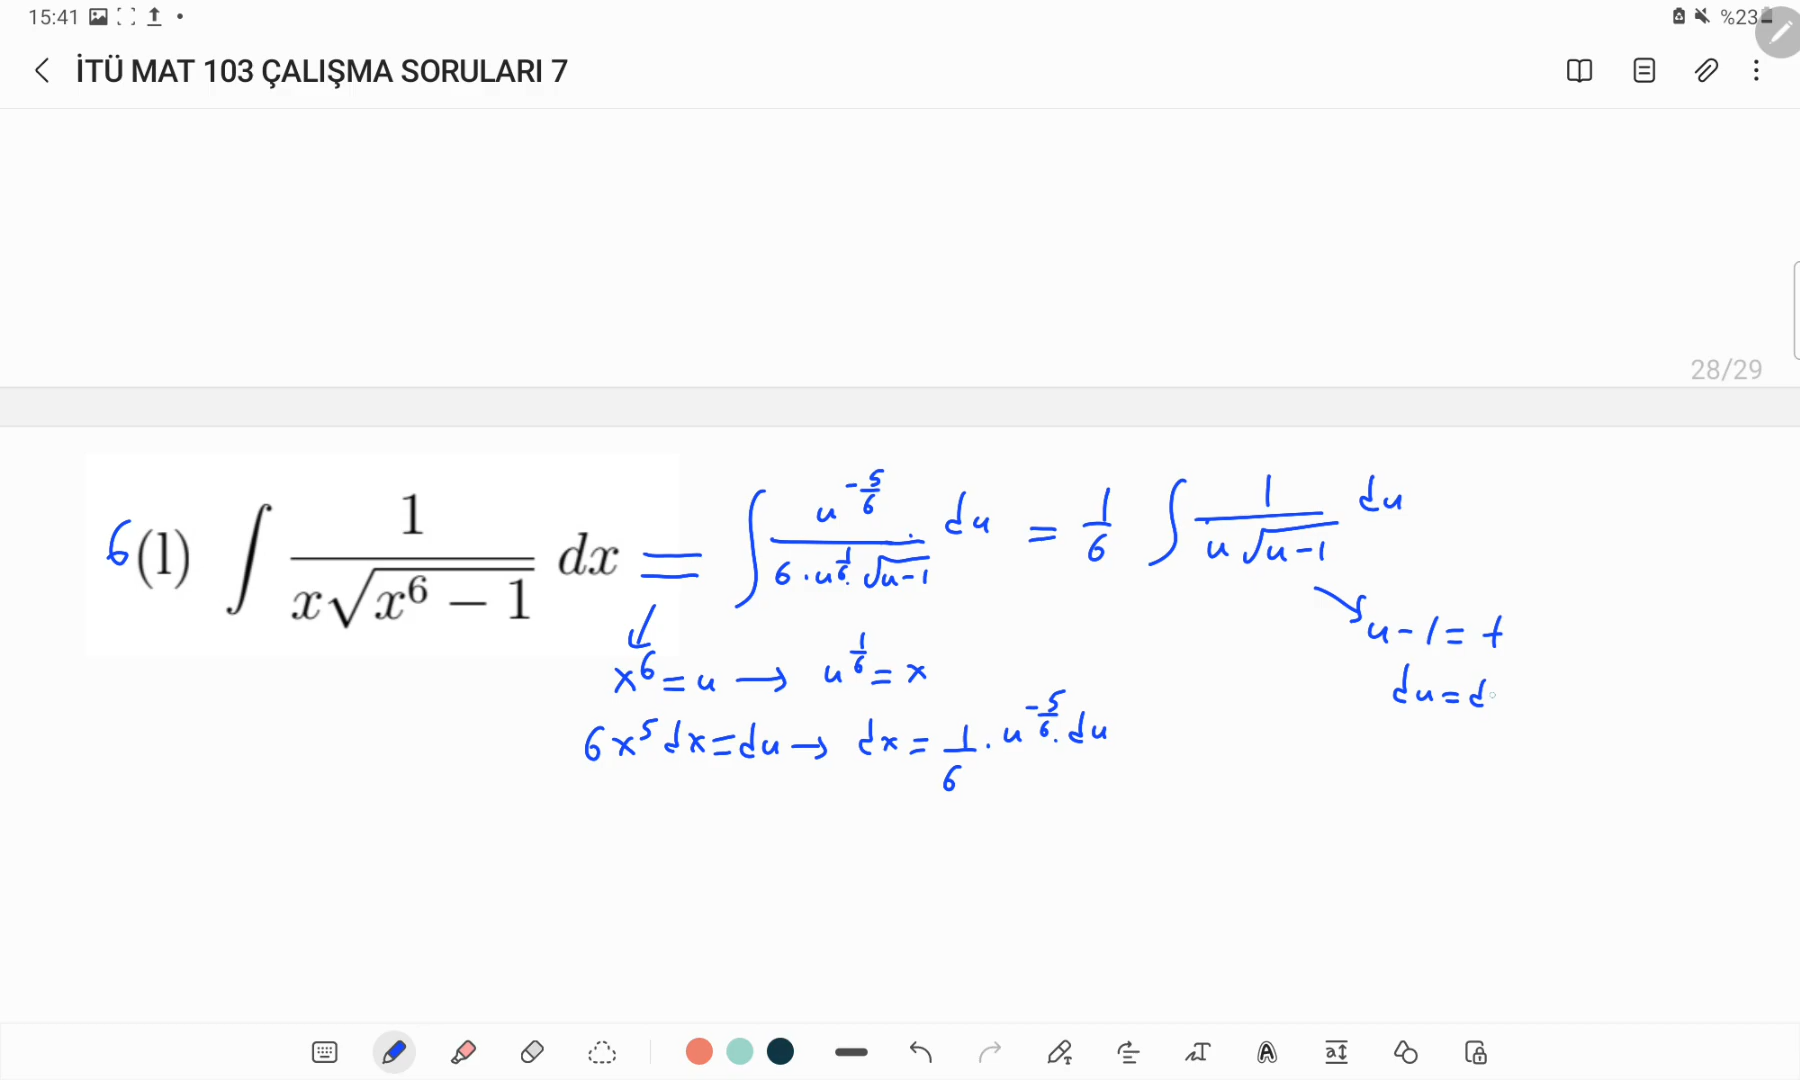 15:41
%23
İTÜ MAT 103 ÇALIŞMA SORULARI 7
28/29
6(l) ∫ 1/(x√(x⁶ − 1)) dx = ∫ u^(-5/6)/(6·u^(1/6)·√(u-1)) du = 1/6 ∫ 1/(u√(u-1)) du
x⁶ = u → u^(1/6) = x
u-1 = t
6x⁵dx = du → dx = 1/6 · u^(-5/6) · du
du = d